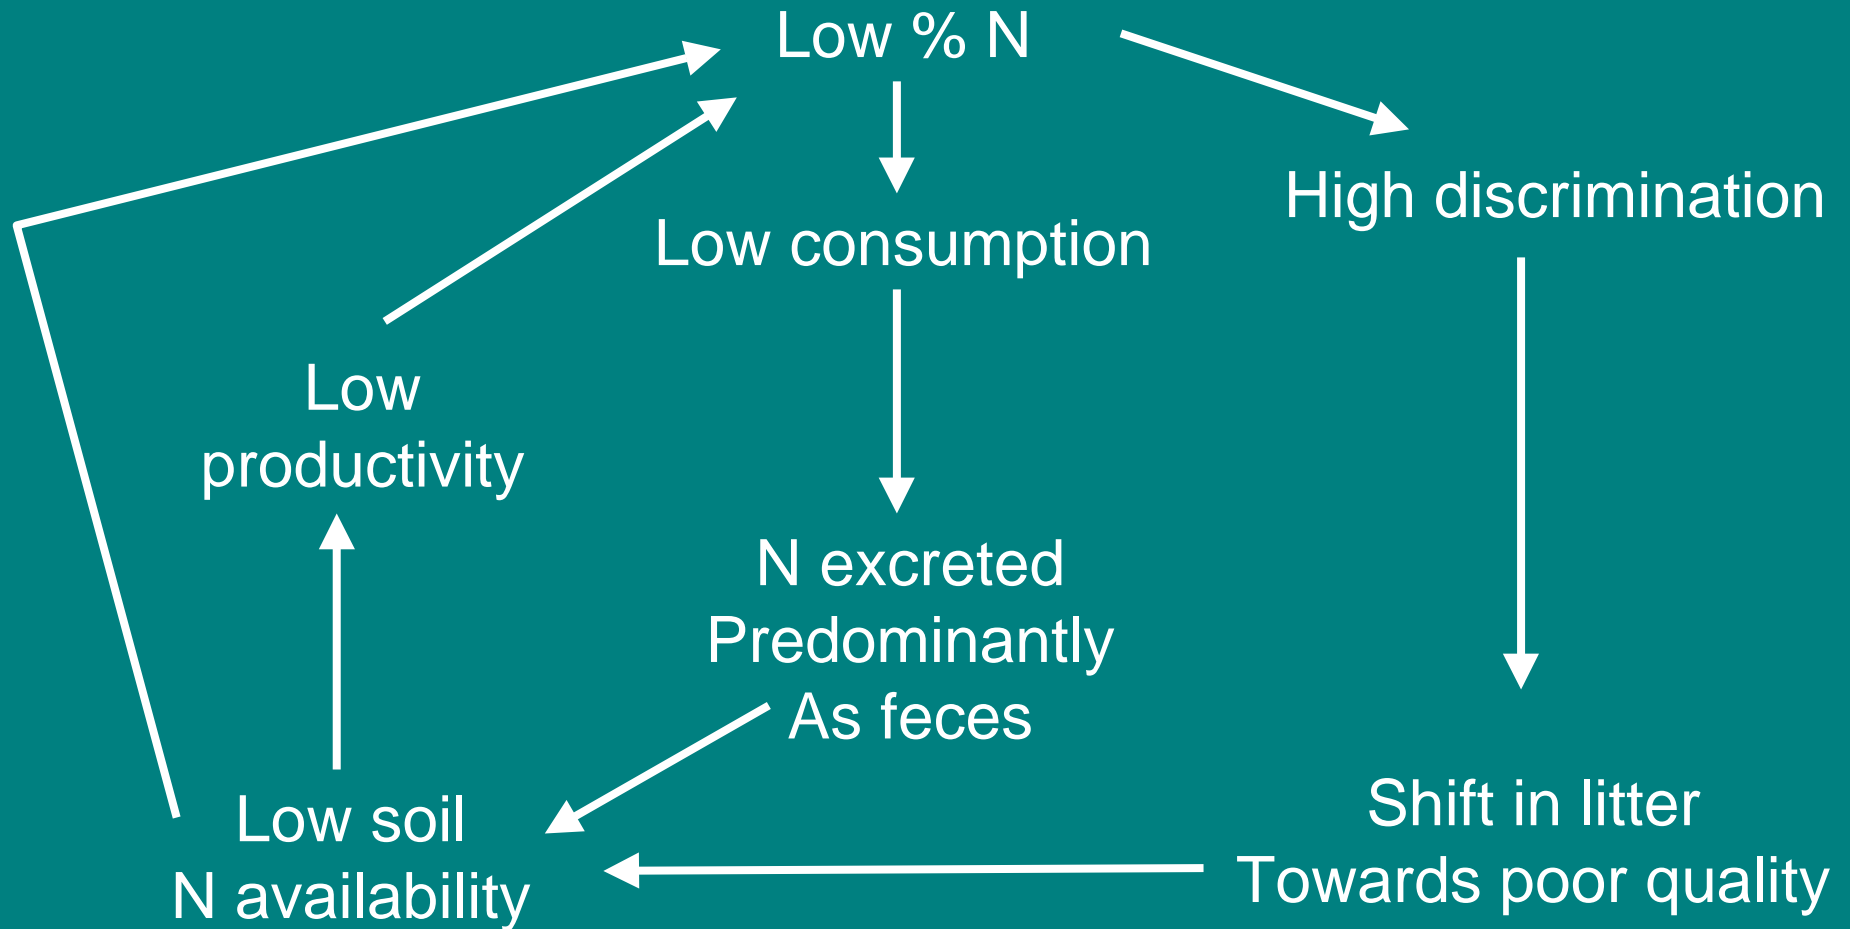 Low % N
High discrimination
Low consumption
Low
productivity
N excreted
Predominantly
As feces
Low soil
N availability
Shift in litter
Towards poor quality